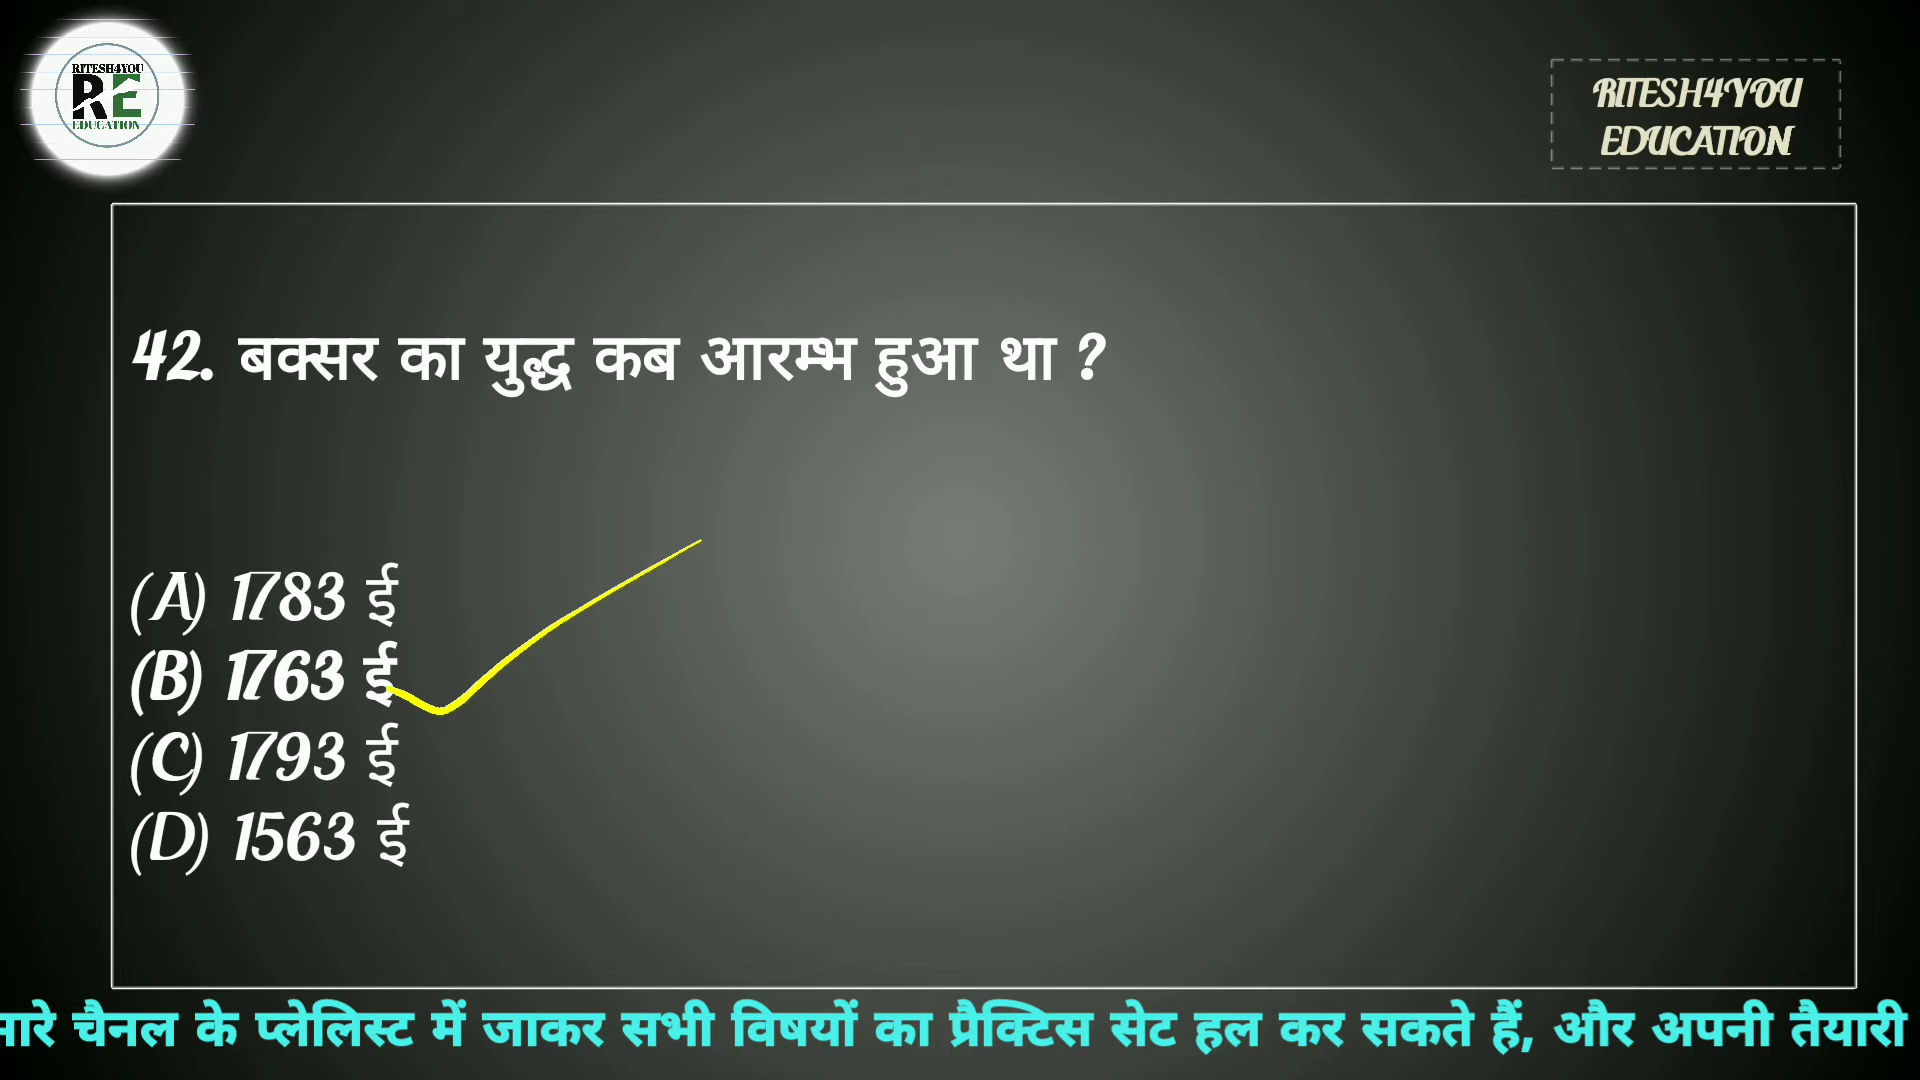 RITESH4YOU
RE
EDUCATION
RITESH4YOU
EDUCATION
42. बक्सर का युद्ध कब आरम्भ हुआ था ?
(A) 1783 ई
(B) 1763 ई
(C) 1793 ई
(D) 1563 ई
चैनल के प्लेलिस्ट में जाकर सभी विषयों का प्रैक्टिस सेट हल कर सकते हैं, और अपनी तैयारी